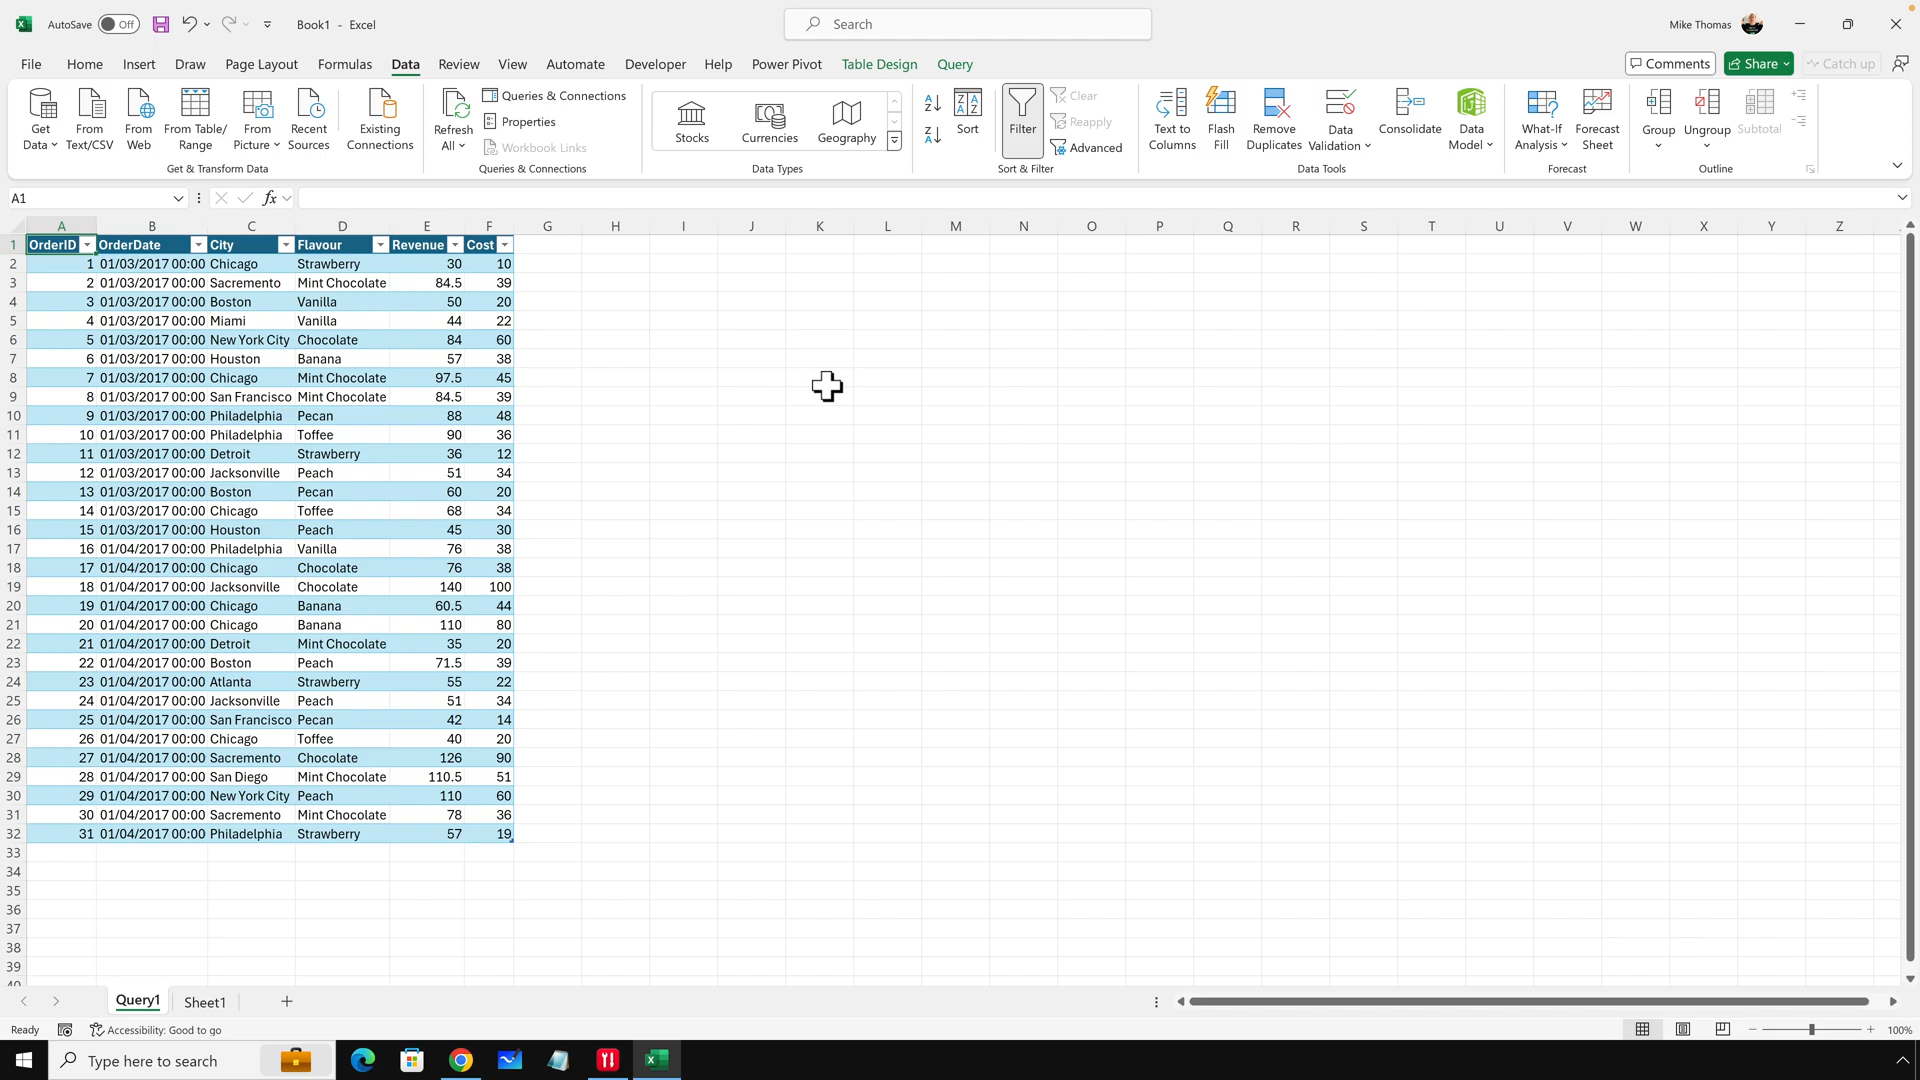 AutoSave Off Book1 - Excel Search Mike Thomas
File Home Insert Draw Page Layout Formulas Data Review View Automate Developer Help Power Pivot Table Design Query Comments Share Catch up
Get Data From Text/CSV From Web From Table/ Range From Picture Recent Sources Existing Connections
Get & Transform Data
Refresh All Queries & Connections Properties Workbook Links
Queries & Connections
Stocks Currencies Geography
Data Types
Sort Filter Clear Reapply Advanced
Sort & Filter
Text to Columns Flash Fill Remove Duplicates Data Validation Consolidate Data Model
Data Tools
What-If Analysis Forecast Sheet
Forecast
Group Ungroup Subtotal
Outline
A1 fx
A B C D E F G H I J K L M N O P Q R S T U V W X Y Z
1 OrderID OrderDate City Flavour Revenue Cost
2 1 01/03/2017 00:00 Chicago Strawberry 30 10
3 2 01/03/2017 00:00 Sacremento Mint Chocolate 84.5 39
4 3 01/03/2017 00:00 Boston Vanilla 50 20
5 4 01/03/2017 00:00 Miami Vanilla 44 22
6 5 01/03/2017 00:00 New York City Chocolate 84 60
7 6 01/03/2017 00:00 Houston Banana 57 38
8 7 01/03/2017 00:00 Chicago Mint Chocolate 97.5 45
9 8 01/03/2017 00:00 San Francisco Mint Chocolate 84.5 39
10 9 01/03/2017 00:00 Philadelphia Pecan 88 48
11 10 01/03/2017 00:00 Philadelphia Toffee 90 36
12 11 01/03/2017 00:00 Detroit Strawberry 36 12
13 12 01/03/2017 00:00 Jacksonville Peach 51 34
14 13 01/03/2017 00:00 Boston Pecan 60 20
15 14 01/03/2017 00:00 Chicago Toffee 68 34
16 15 01/03/2017 00:00 Houston Peach 45 30
17 16 01/04/2017 00:00 Philadelphia Vanilla 76 38
18 17 01/04/2017 00:00 Chicago Chocolate 76 38
19 18 01/04/2017 00:00 Jacksonville Chocolate 140 100
20 19 01/04/2017 00:00 Chicago Banana 60.5 44
21 20 01/04/2017 00:00 Chicago Banana 110 80
22 21 01/04/2017 00:00 Detroit Mint Chocolate 35 20
23 22 01/04/2017 00:00 Boston Peach 71.5 39
24 23 01/04/2017 00:00 Atlanta Strawberry 55 22
25 24 01/04/2017 00:00 Jacksonville Peach 51 34
26 25 01/04/2017 00:00 San Francisco Pecan 42 14
27 26 01/04/2017 00:00 Chicago Toffee 40 20
28 27 01/04/2017 00:00 Sacremento Chocolate 126 90
29 28 01/04/2017 00:00 San Diego Mint Chocolate 110.5 51
30 29 01/04/2017 00:00 New York City Peach 110 60
31 30 01/04/2017 00:00 Sacremento Mint Chocolate 78 36
32 31 01/04/2017 00:00 Philadelphia Strawberry 57 19
33
34
35
36
37
38
39
40
Query1 Sheet1
Ready Accessibility: Good to go 100%
Type here to search